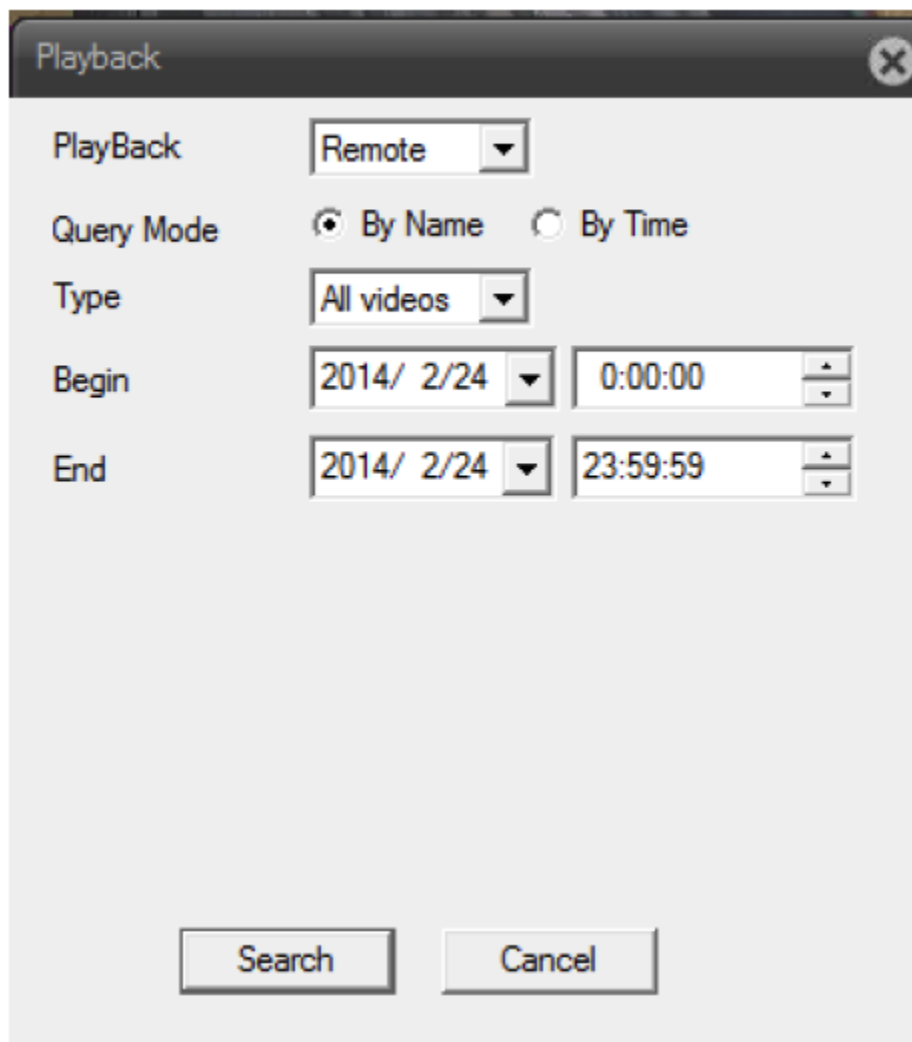 Playback
PlayBack Remote
Query Mode By Name By Time
Type All videos
Begin 2014/ 2/24 0:00:00
End 2014/ 2/24 23:59:59
Search Cancel